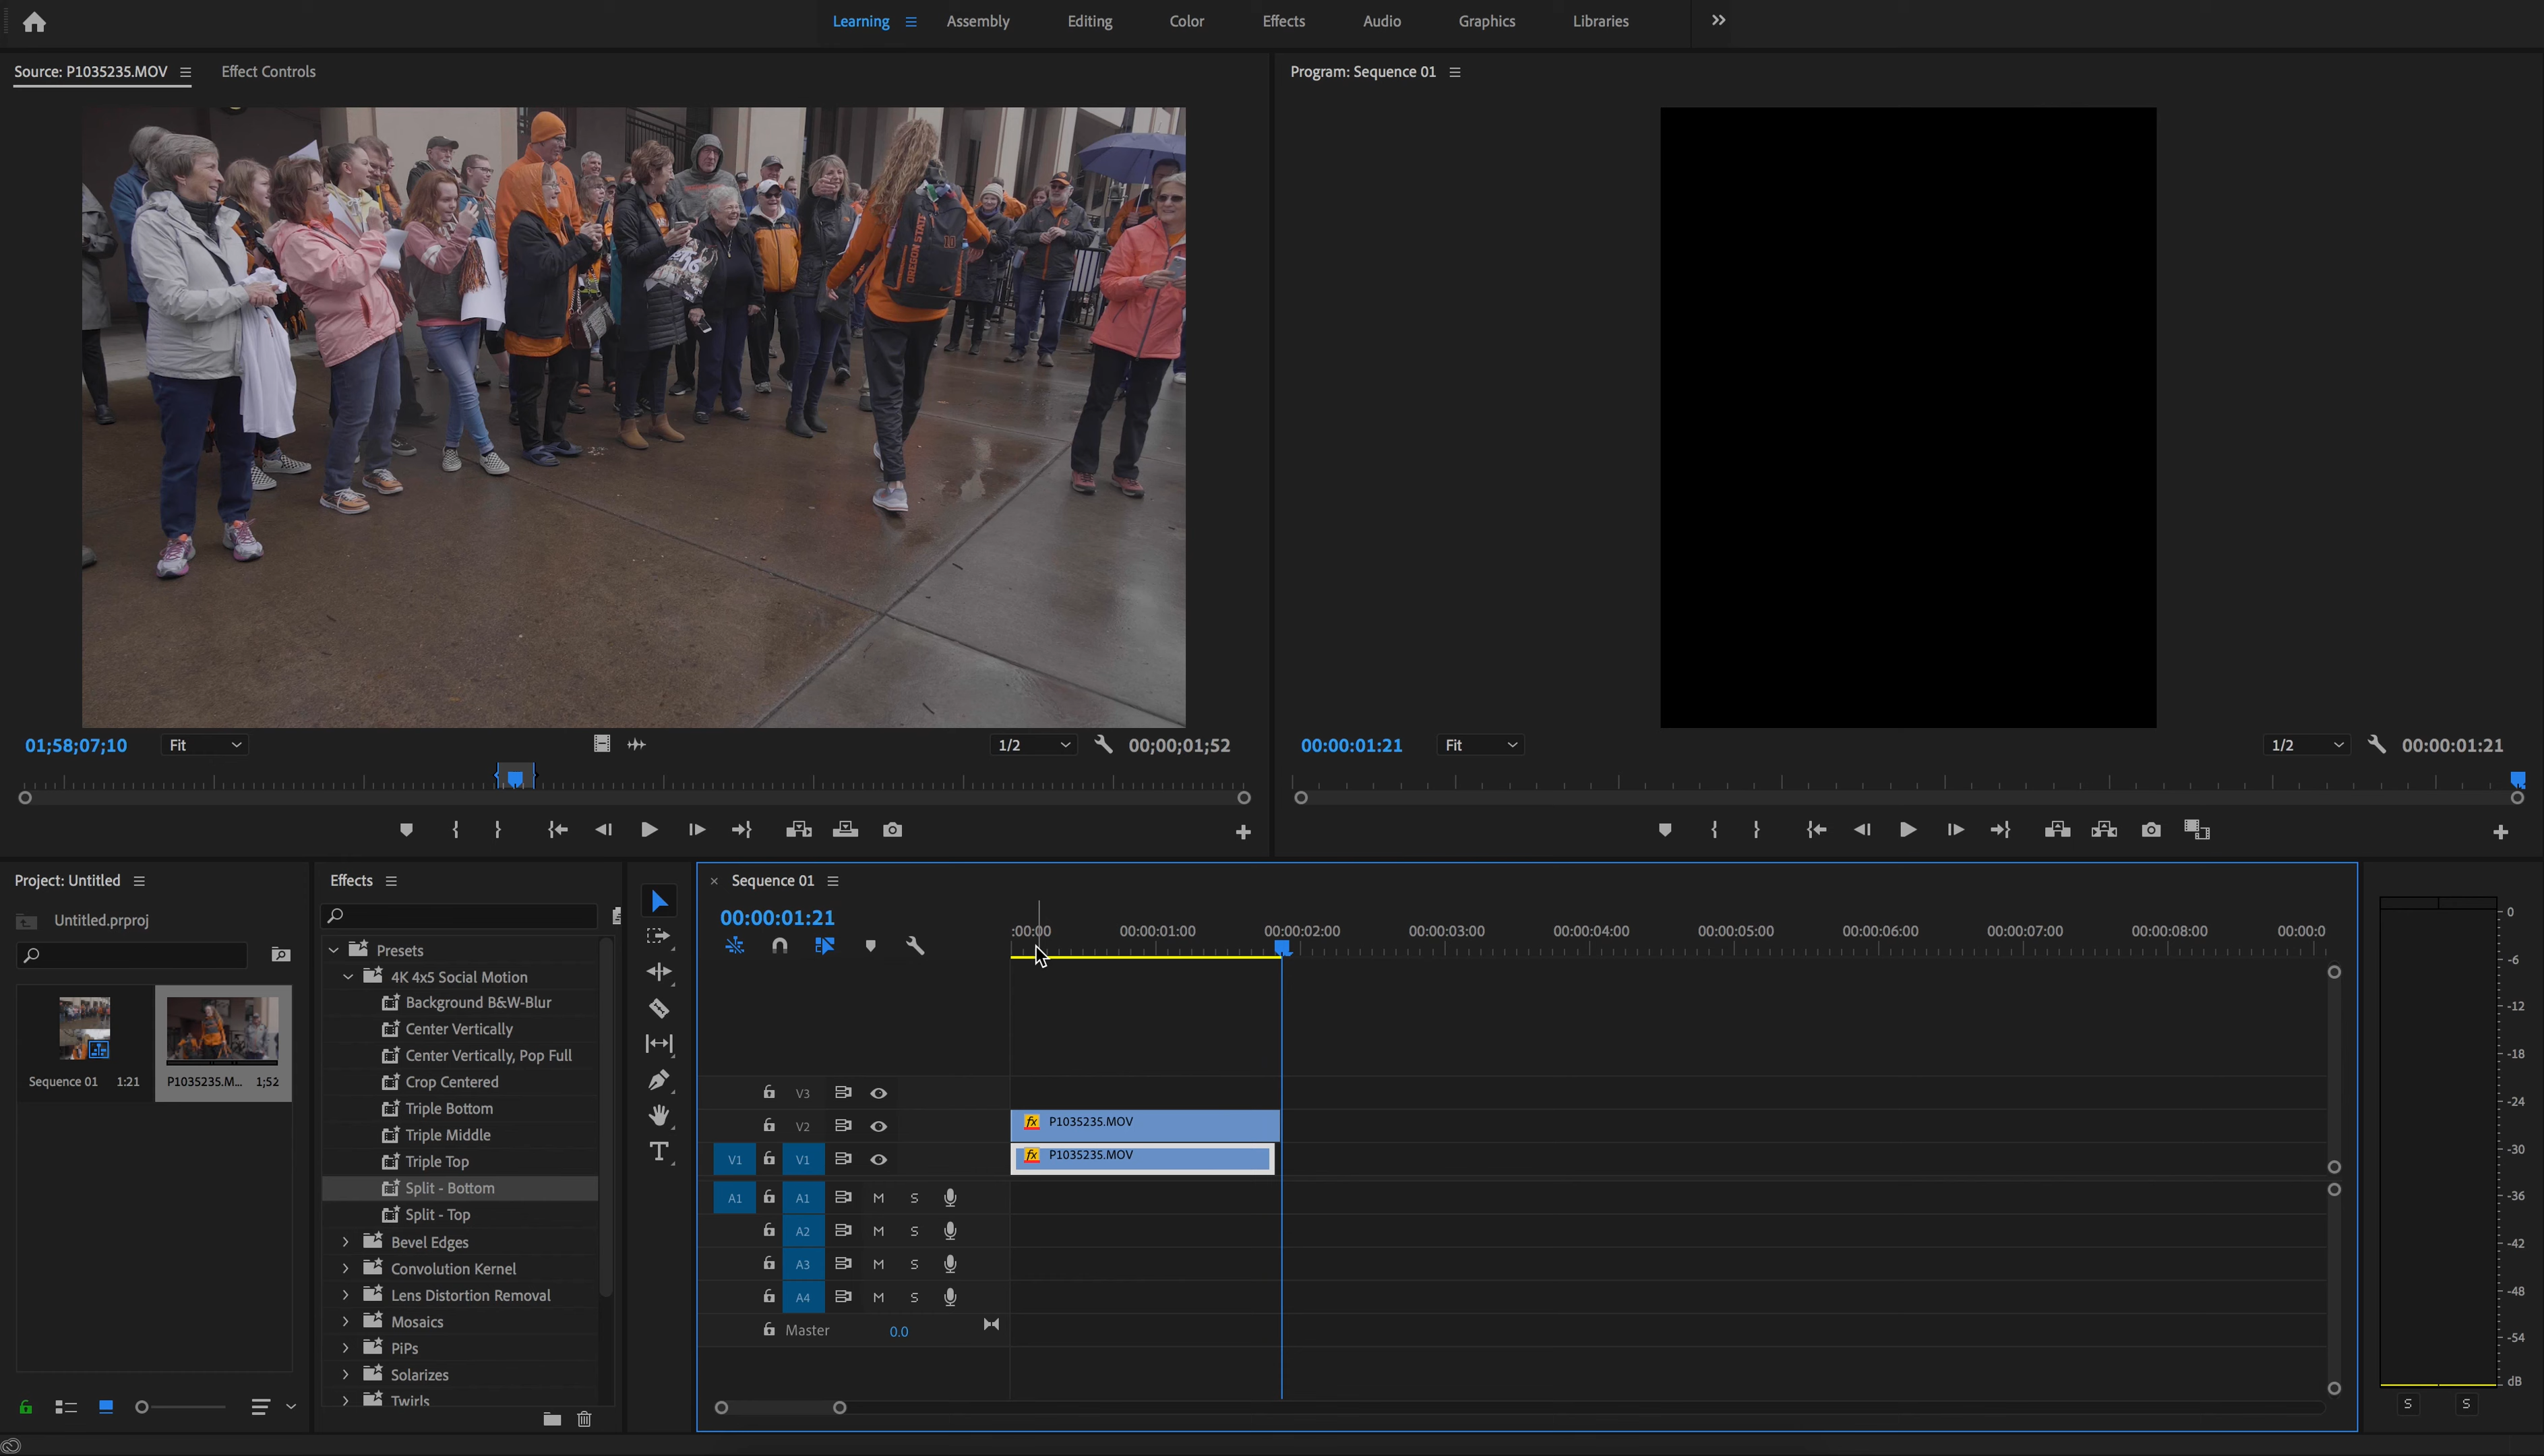 Learning Assembly Editing Color Effects Audio Graphics Libraries
Source: P1035235.MOV Effect Controls
Program: Sequence 01
OREGON STATE
10
01;58;07;10 Fit 1/2 00;00;01;52
00:00:01:21 Fit 1/2 00:00:01:21
Project: Untitled
Untitled.prproj
Sequence 01 1:21
P1035235.M... 1;52
Effects
Presets
4K 4x5 Social Motion
Background B&W-Blur
Center Vertically
Center Vertically, Pop Full
Crop Centered
Triple Bottom
Triple Middle
Triple Top
Split - Bottom
Split - Top
Bevel Edges
Convolution Kernel
Lens Distortion Removal
Mosaics
PiPs
Solarizes
Twirls
Sequence 01
00:00:01:21
:00:00 00:00:01:00 00:00:02:00 00:00:03:00 00:00:04:00 00:00:05:00 00:00:06:00 00:00:07:00 00:00:08:00 00:00:0
V3
V2 fx P1035235.MOV
V1 V1 fx P1035235.MOV
A1 A1 M S
A2 M S
A3 M S
A4 M S
Master 0.0
0
-6
-12
-18
-24
-30
-36
-42
-48
-54
dB
S S